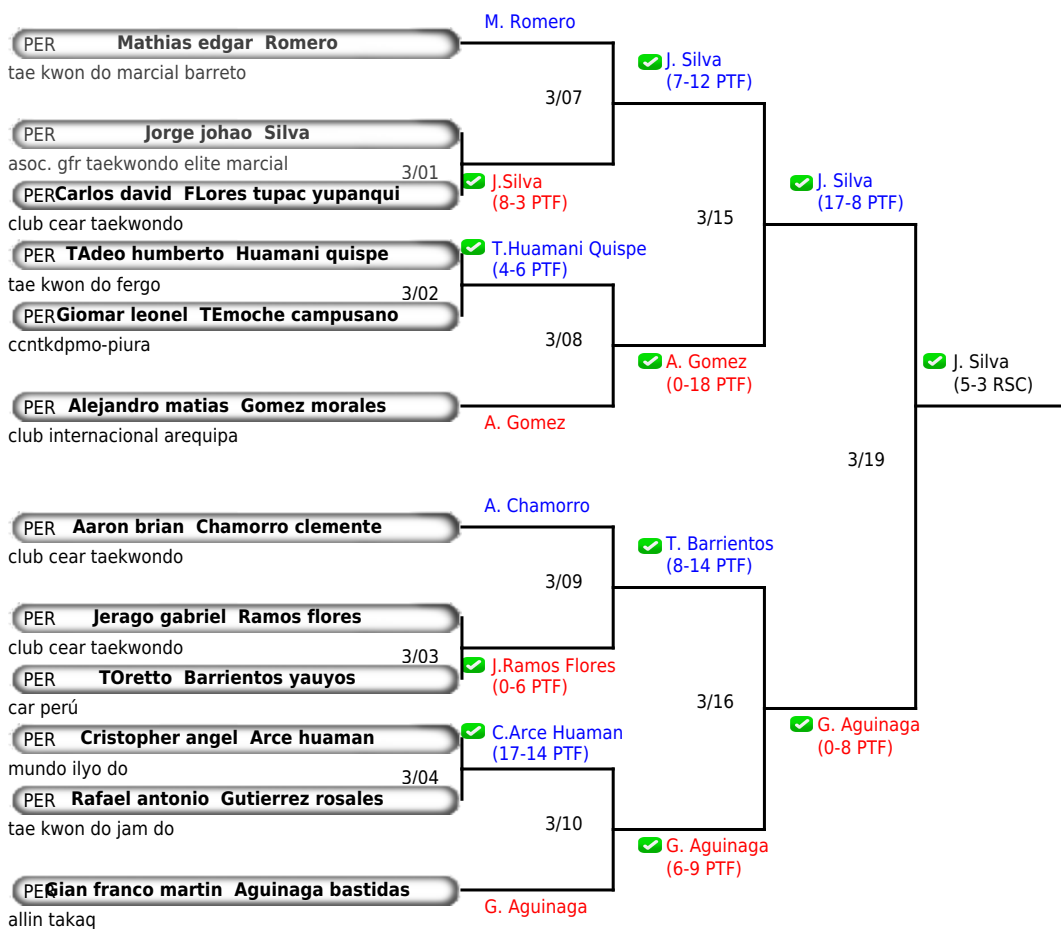 M. Romero
PER Mathias edgar Romero
tae kwon do marcial barreto
J. Silva
(7-12 PTF)
3/07
PER Jorge johao Silva
asoc. gfr taekwondo elite marcial
3/01
J.Silva
(8-3 PTF)
PER Carlos david FLores tupac yupanqui
club cear taekwondo
J. Silva
(17-8 PTF)
3/15
PER TAdeo humberto Huamani quispe
tae kwon do fergo
T.Huamani Quispe
(4-6 PTF)
3/02
PER Giomar leonel TEmoche campusano
ccntkdpmo-piura
3/08
A. Gomez
(0-18 PTF)
J. Silva
(5-3 RSC)
PER Alejandro matias Gomez morales
club internacional arequipa
A. Gomez
3/19
A. Chamorro
PER Aaron brian Chamorro clemente
club cear taekwondo
T. Barrientos
(8-14 PTF)
3/09
PER Jerago gabriel Ramos flores
club cear taekwondo
3/03
J.Ramos Flores
(0-6 PTF)
PER TOretto Barrientos yauyos
car perú
3/16
G. Aguinaga
(0-8 PTF)
PER Cristopher angel Arce huaman
mundo ilyo do
C.Arce Huaman
(17-14 PTF)
3/04
PER Rafael antonio Gutierrez rosales
tae kwon do jam do
3/10
G. Aguinaga
(6-9 PTF)
PER Gian franco martin Aguinaga bastidas
allin takaq
G. Aguinaga